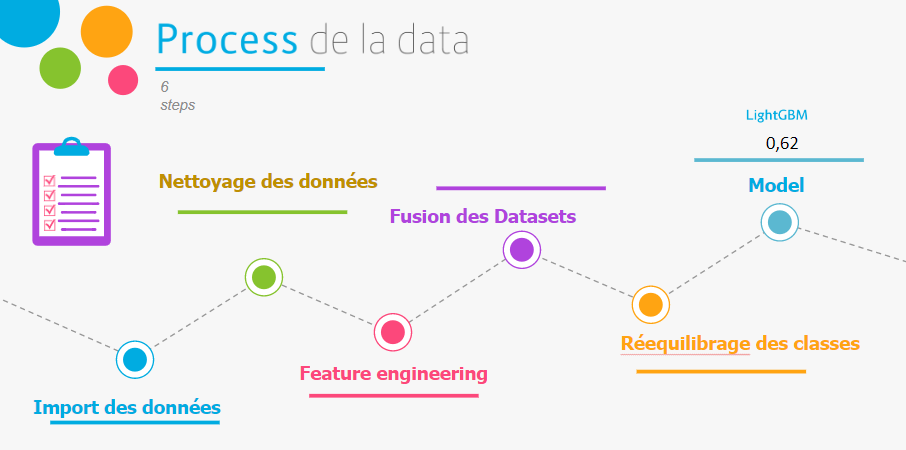 Process de la data
6
steps
LightGBM
0,62
Model
Nettoyage des données
Fusion des Datasets
Réequilibrage des classes
Feature engineering
Import des données